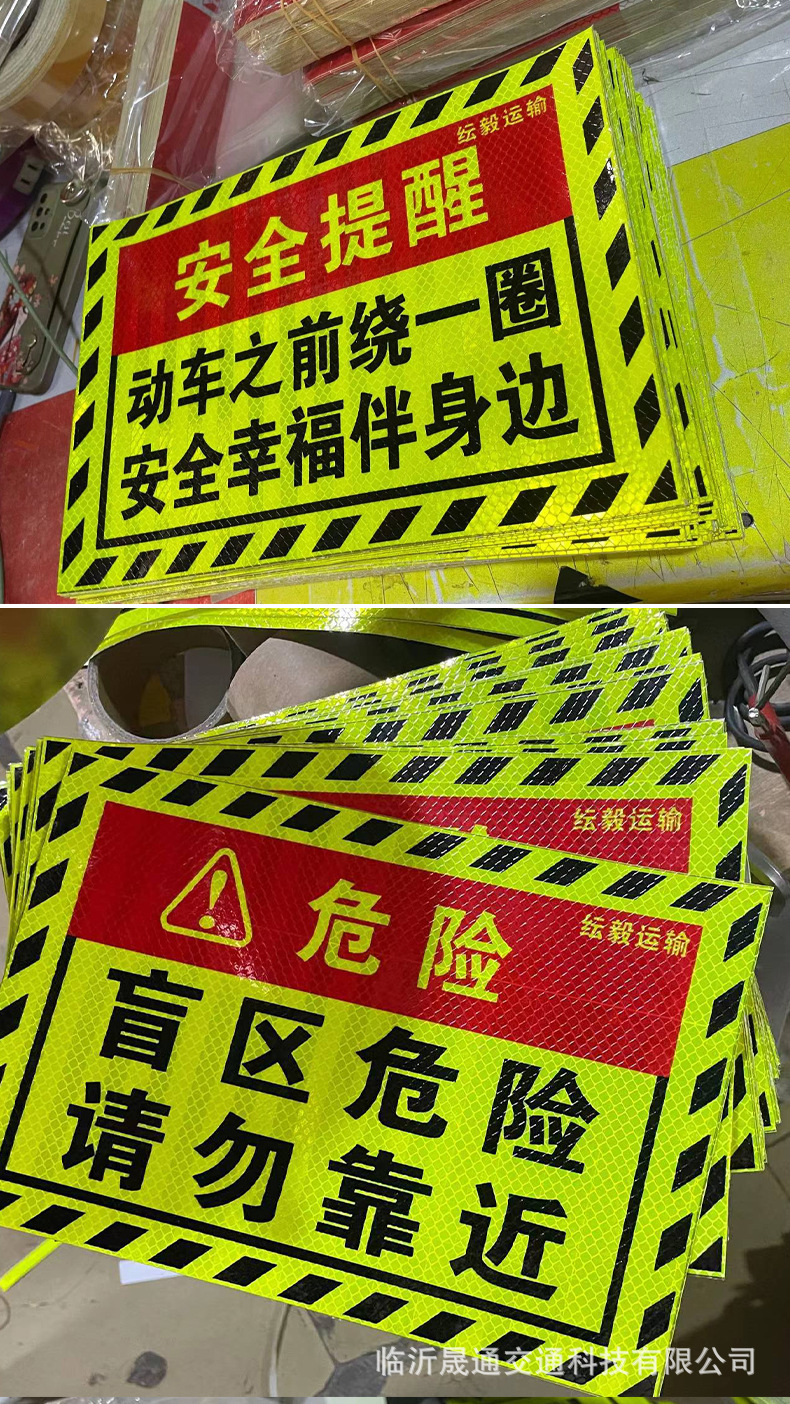 纭毅运输
安全提醒
动车之前绕一圈
安全幸福伴身边
纭毅运输
纭毅运输
危险
盲区危险
请勿靠近
临沂晟通交通科技有限公司